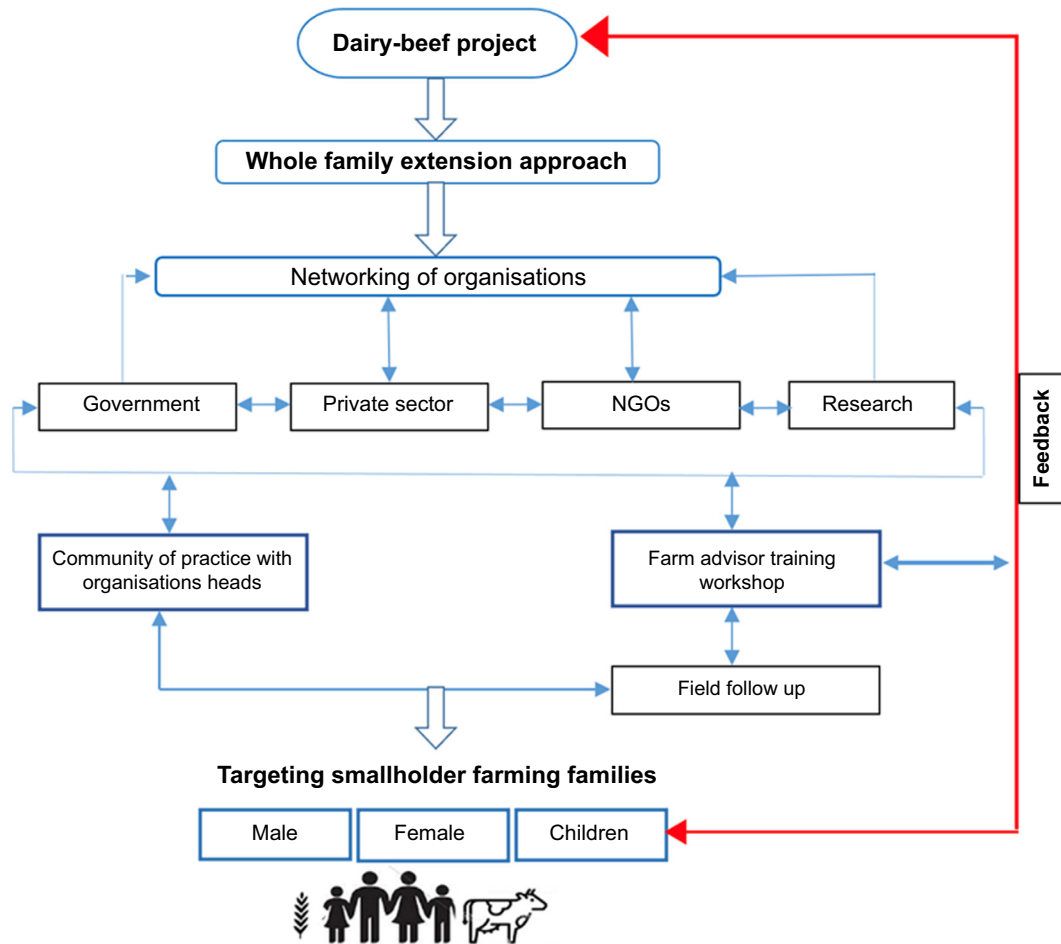 Dairy-beef project
Whole family extension approach
Networking of organisations
Government
Private sector
NGOs
Research
Feedback
Community of practice with
organisations heads
Farm advisor training
workshop
Field follow up
Targeting smallholder farming families
Male
Female
Children